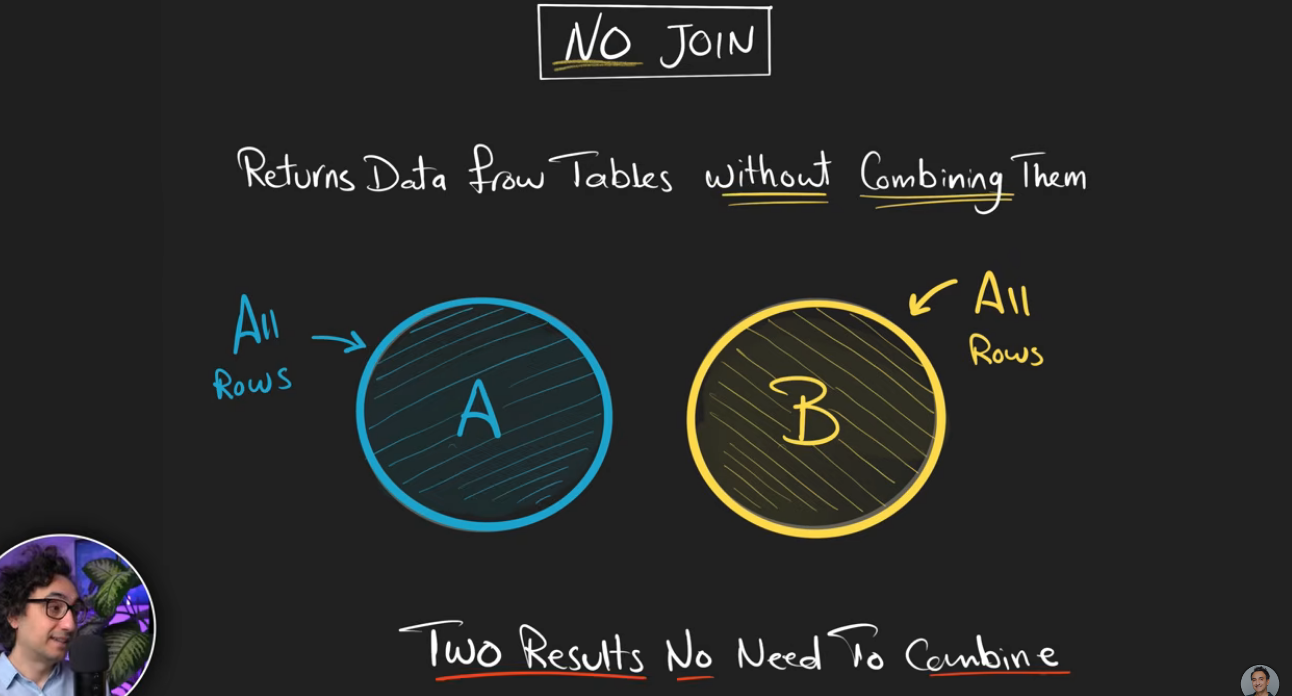 NO JOIN
Returns Data from Tables without Combining Them
All
Rows
A
B
All
Rows
Two Results No Need To Combine